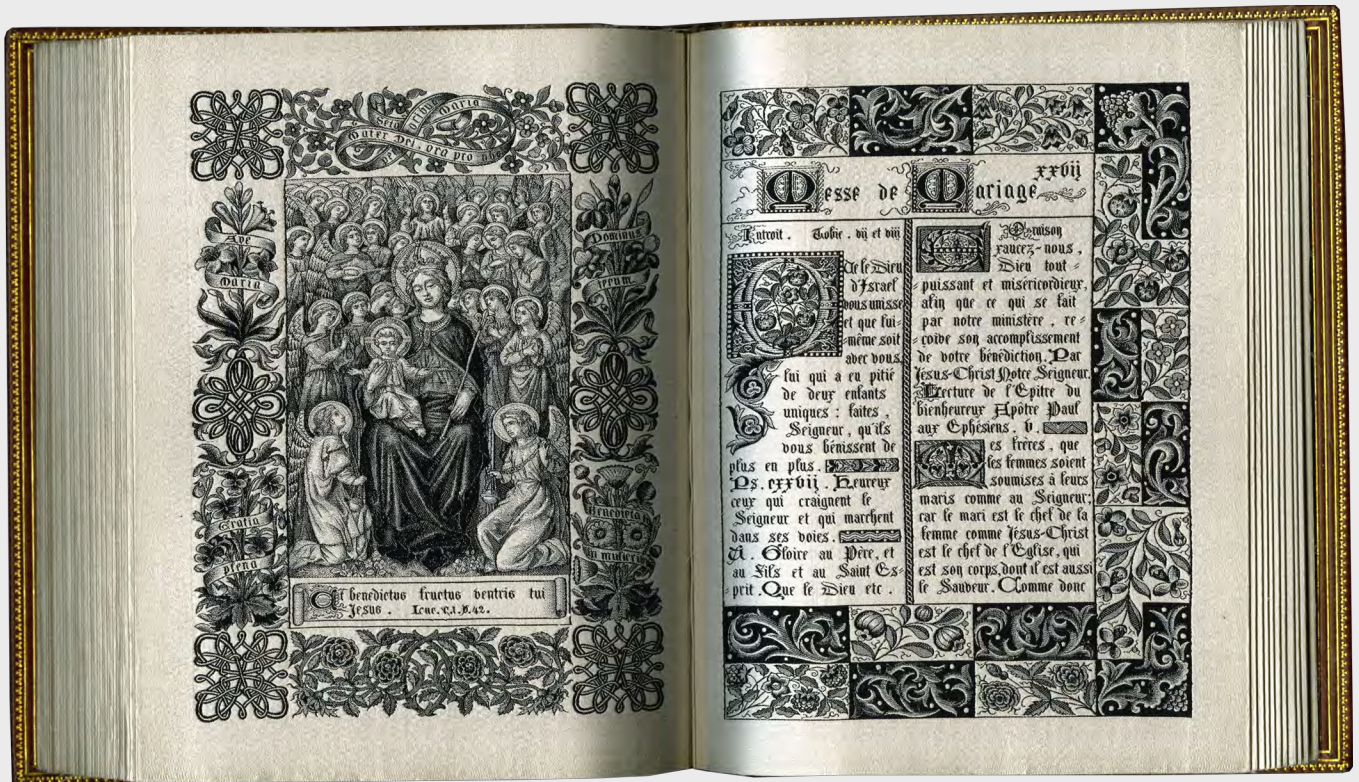 Sancta Maria
Mater Dei . ora pro nobis
Ave
Maria
Gratia
plena
Dominus
tecum
Benedicta
in mulieribus
Et benedictus fructus ventris tui
Jesus . Luc. C.I.V.42.
xxvij
Messe de Mariage
Introit . Tobie . vij et viij
Que le Dieu
d'Israel
vous unisse
et que lui-
-même soit
avec vous,
Celui qui a eu pitié
de deux enfants
uniques : faites ,
Seigneur , qu'ils
vous bénissent de
plus en plus .
Ps. cxxvij . Heureux
ceux qui craignent le
Seigneur et qui marchent
dans ses voies .
V . Gloire au Père, et
au Fils et au Saint Es-
-prit . Que le Dieu etc .
Oraison
Exaucez-nous ,
Dieu tout-
-puissant et miséricordieux,
afin que ce qui se fait
par notre ministère , re-
-çoive son accomplissement
de votre bénédiction. Par
Jésus-Christ Notre Seigneur.
Lecture de l'Epitre du
bienheureux Apôtre Paul
aux Ephésiens . v .
Mes frères , que
les femmes soient
soumises à leurs
maris comme au Seigneur;
car le mari est le chef de la
femme comme Jésus-Christ
est le chef de l'Eglise, qui
est son corps, dont il est aussi
le Sauveur. Comme donc